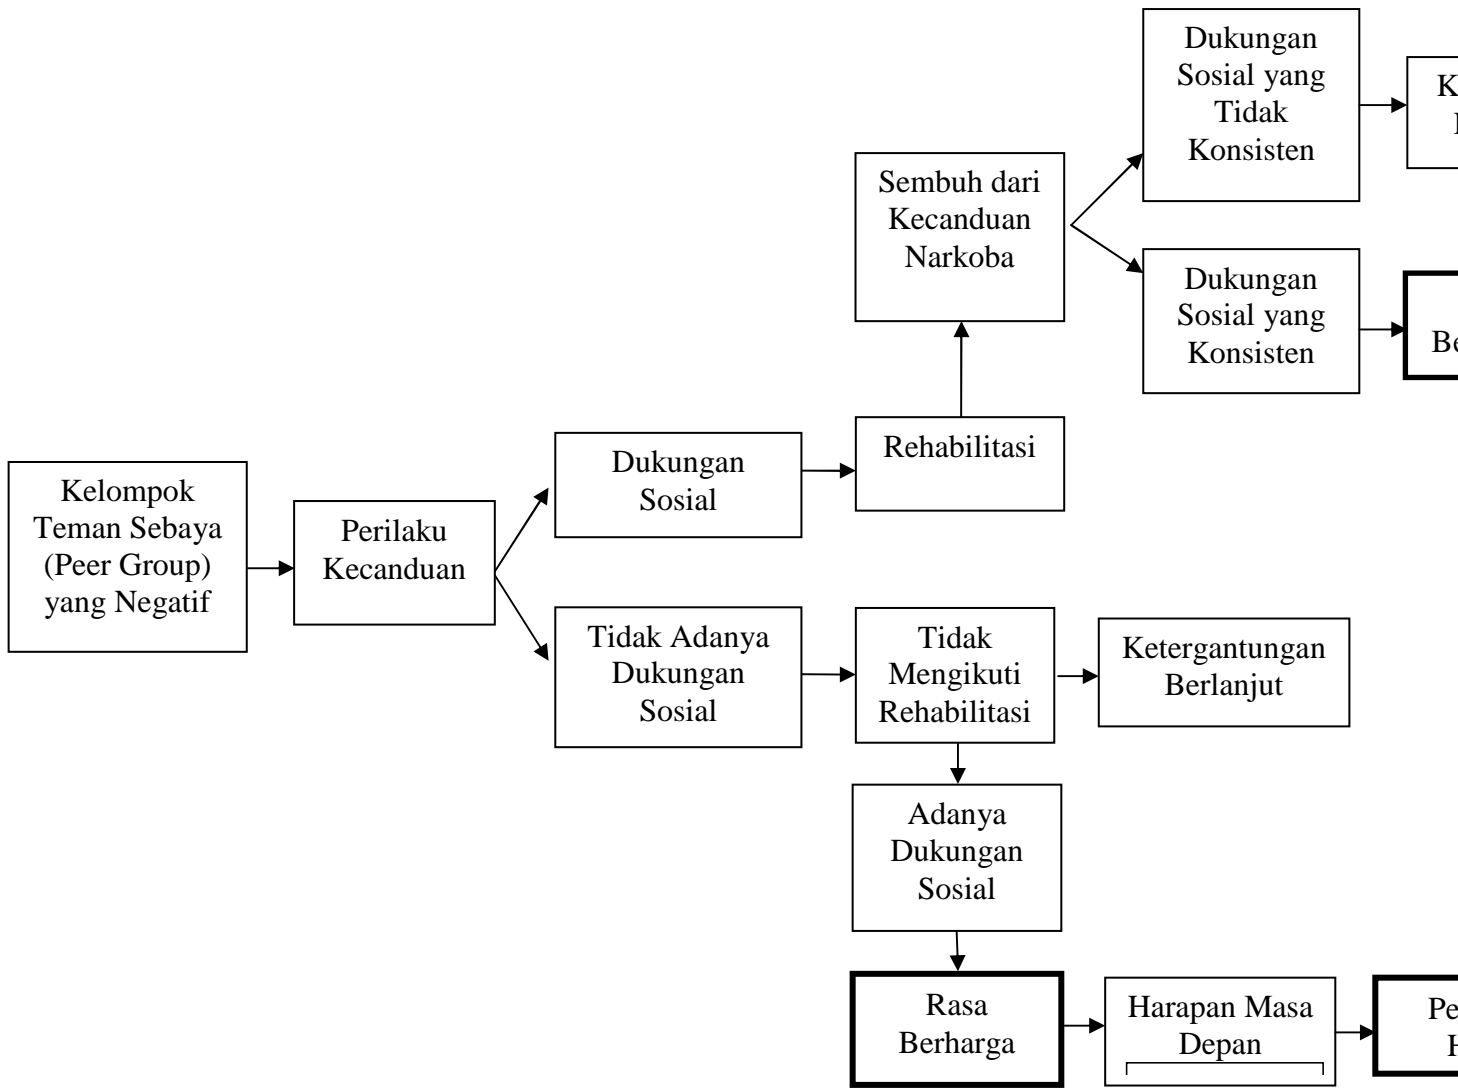 Dukungan
Sosial yang
Tidak
Konsisten
Sembuh dari
Kecanduan
Narkoba
Dukungan
Sosial yang
Konsisten
Rehabilitasi
Dukungan
Sosial
Kelompok
Teman Sebaya
(Peer Group)
yang Negatif
Perilaku
Kecanduan
Tidak Adanya
Dukungan
Sosial
Tidak
Mengikuti
Rehabilitasi
Ketergantungan
Berlanjut
Adanya
Dukungan
Sosial
Rasa
Berharga
Harapan Masa
Depan